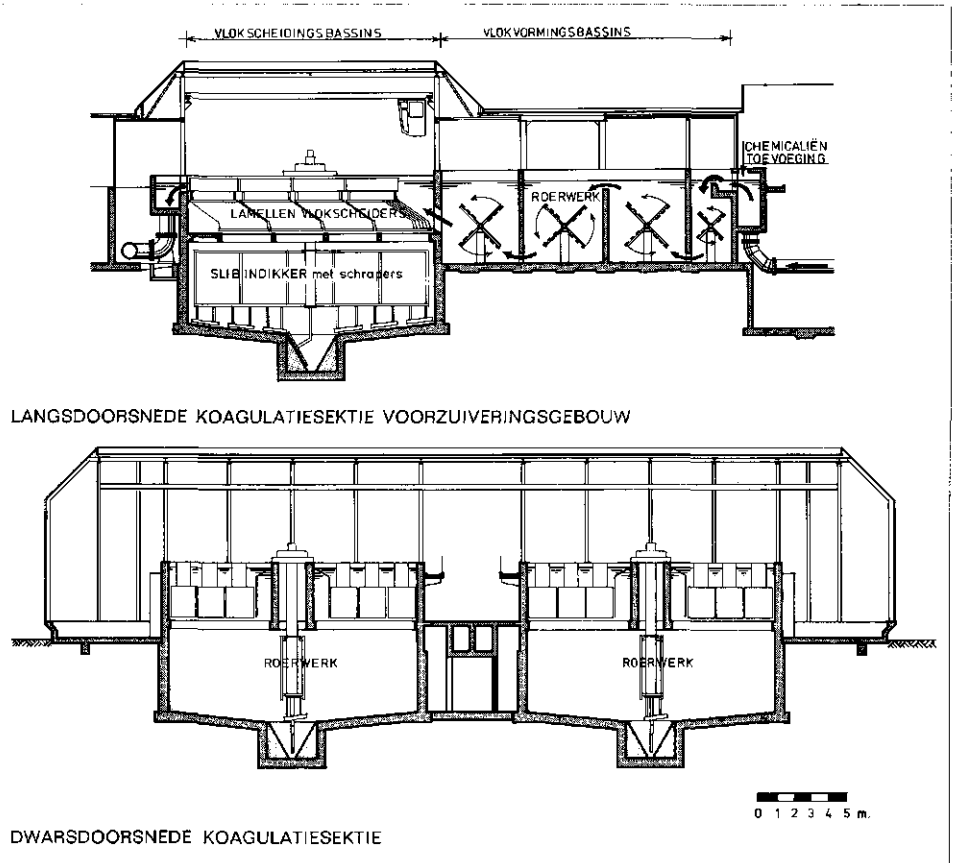 VLOKSCHEIDINGSBASSINS
VLOKVORMINGSBASSINS
CHEMICALIËN
TOEVOEGING
ROERWERK
LAMELLEN VLOKSCHEIDERS
SLIBINDIKKER met schrapers
LANGSDOORSNEDE KOAGULATIESEKTIE VOORZUIVERINGSGEBOUW
ROERWERK
ROERWERK
0 1 2 3 4 5 m.
DWARSDOORSNEDE KOAGULATIESEKTIE